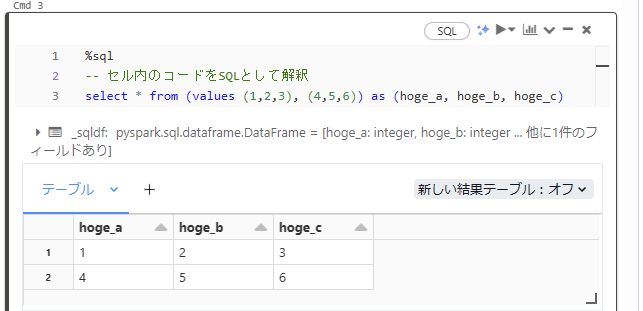 Cmd 3
SQL
1 %sql
2 -- セル内のコードをSQLとして解釈
3 select * from (values (1,2,3), (4,5,6)) as (hoge_a, hoge_b, hoge_c)
_sqldf: pyspark.sql.dataframe.DataFrame = [hoge_a: integer, hoge_b: integer ... 他に1件のフ
ィールドあり]
テーブル + 新しい結果テーブル：オフ
hoge_a hoge_b hoge_c
1 1 2 3
2 4 5 6